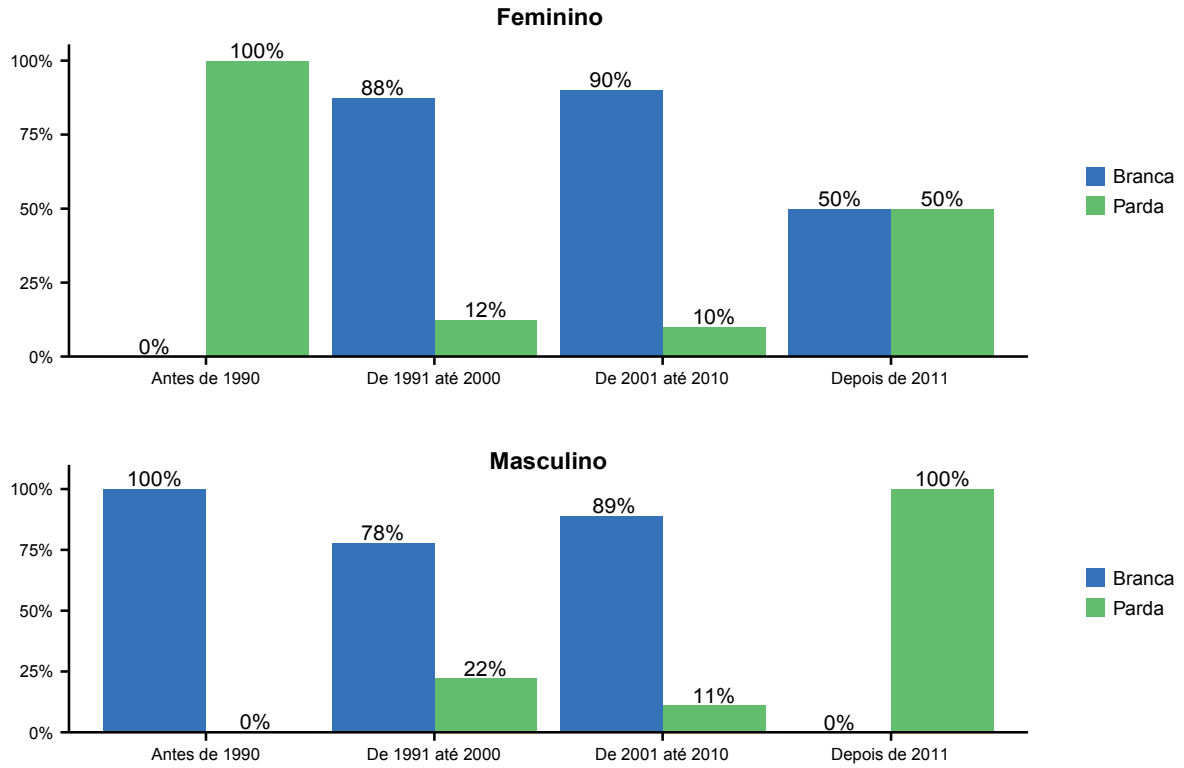 Feminino
100%
75%
50%
25%
0%
0%
100%
88%
12%
90%
10%
50%
50%
Antes de 1990
De 1991 até 2000
De 2001 até 2010
Depois de 2011
Branca
Parda
Masculino
100%
75%
50%
25%
0%
100%
0%
78%
22%
89%
11%
0%
100%
Antes de 1990
De 1991 até 2000
De 2001 até 2010
Depois de 2011
Branca
Parda